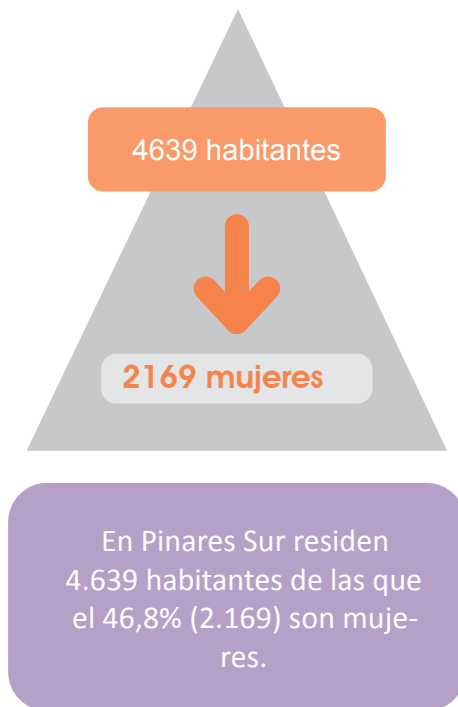 4639 habitantes
2169 mujeres
En Pinares Sur residen
4.639 habitantes de las que
el 46,8% (2.169) son muje-
res.